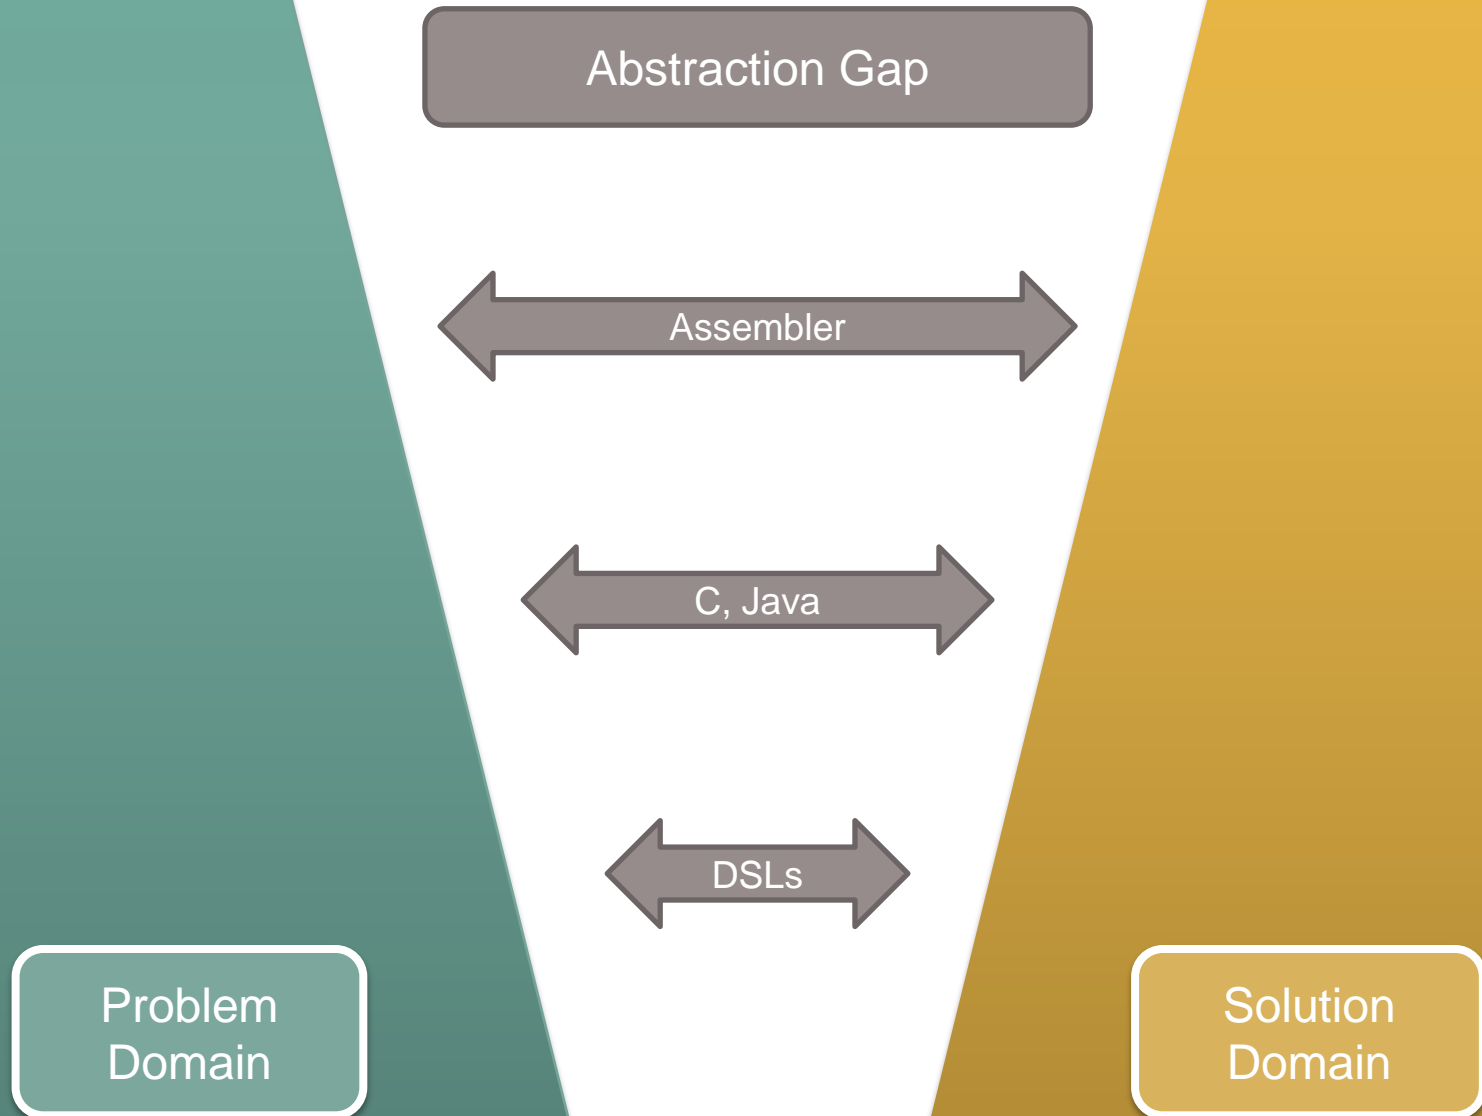 Abstraction Gap
Assembler
C, Java
DSLs
Problem
Domain
Solution
Domain